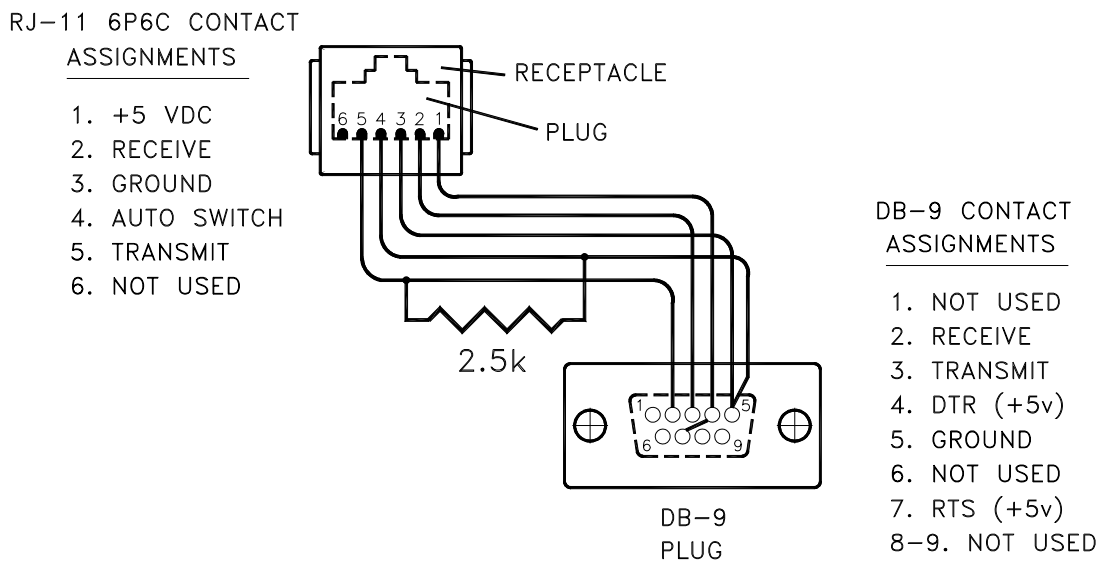 RJ-11 6P6C CONTACT
ASSIGNMENTS
1. +5 VDC
2. RECEIVE
3. GROUND
4. AUTO SWITCH
5. TRANSMIT
6. NOT USED
RECEPTACLE
PLUG
6 5 4 3 2 1
2.5k
DB-9 CONTACT
ASSIGNMENTS
1. NOT USED
2. RECEIVE
3. TRANSMIT
4. DTR (+5v)
5. GROUND
6. NOT USED
7. RTS (+5v)
8-9. NOT USED
1 5
6 9
DB-9
PLUG